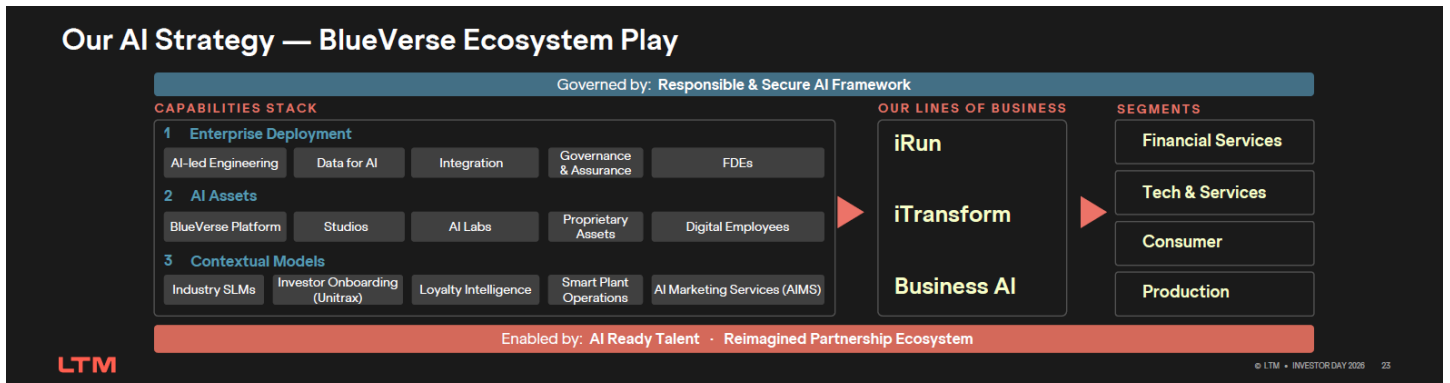 Our AI Strategy — BlueVerse Ecosystem Play
Governed by: Responsible & Secure AI Framework
CAPABILITIES STACK
1 Enterprise Deployment
AI-led Engineering
Data for AI
Integration
Governance
& Assurance
FDEs
2 AI Assets
BlueVerse Platform
Studios
AI Labs
Proprietary
Assets
Digital Employees
3 Contextual Models
Industry SLMs
Investor Onboarding
(Unitrax)
Loyalty Intelligence
Smart Plant
Operations
AI Marketing Services (AIMS)
OUR LINES OF BUSINESS
iRun
iTransform
Business AI
SEGMENTS
Financial Services
Tech & Services
Consumer
Production
Enabled by: AI Ready Talent · Reimagined Partnership Ecosystem
LTM
© LTM • INVESTOR DAY 2026 23